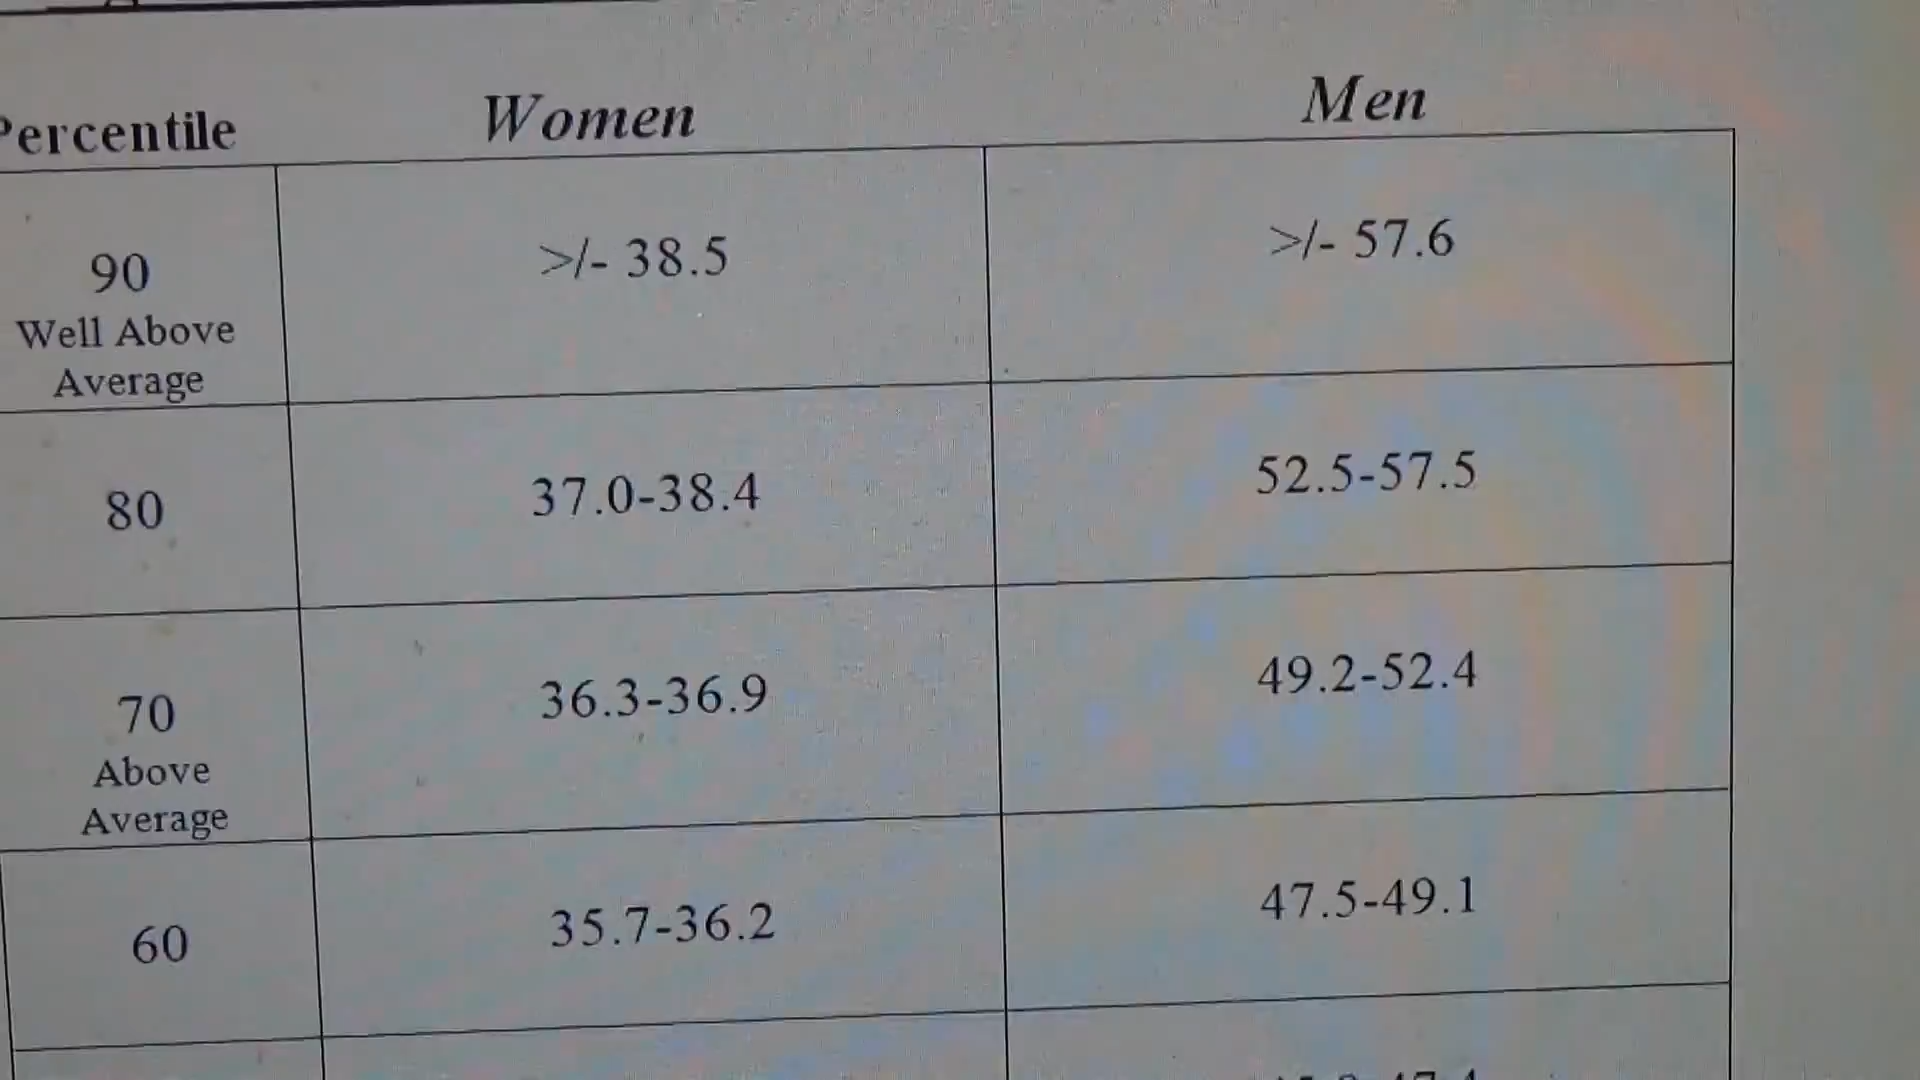 Percentile Women Men
90
Well Above
Average
>/- 38.5
>/- 57.6
80
37.0-38.4
52.5-57.5
70
Above
Average
36.3-36.9
49.2-52.4
60
35.7-36.2
47.5-49.1